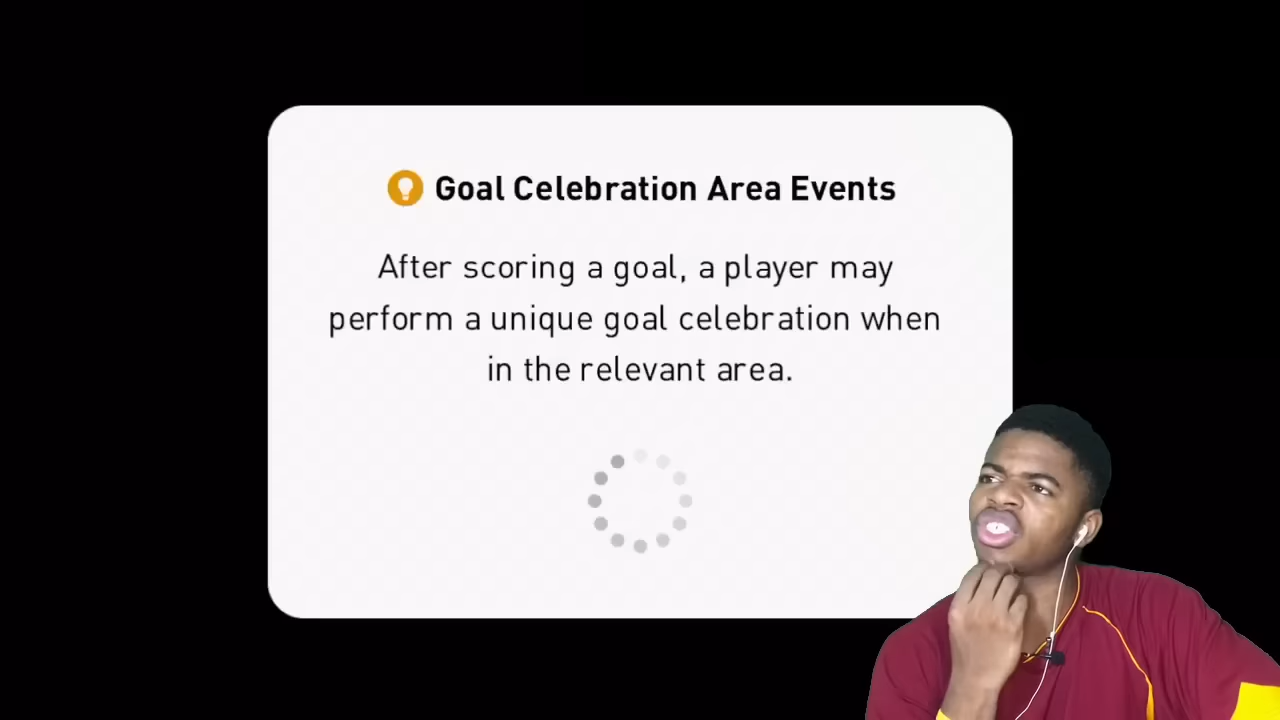 Goal Celebration Area Events
After scoring a goal, a player may
perform a unique goal celebration when
in the relevant area.